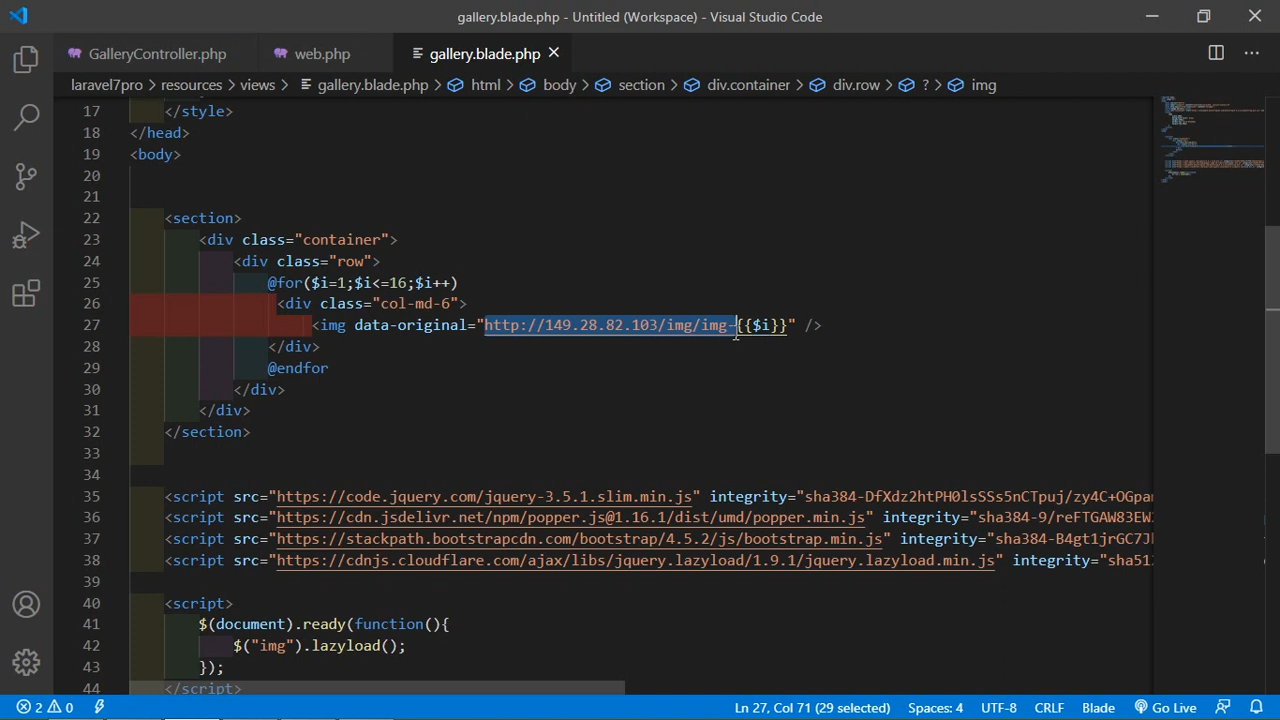 gallery.blade.php - Untitled (Workspace) - Visual Studio Code
GalleryController.php web.php gallery.blade.php
laravel7pro › resources › views › gallery.blade.php › html › body › section › div.container › div.row › ? › img
17 </style>
18 </head>
19 <body>
20
21
22 <section>
23 <div class="container">
24 <div class="row">
25 @for($i=1;$i<=16;$i++)
26 <div class="col-md-6">
27 <img data-original="http://149.28.82.103/img/img-{{$i}}" />
28 </div>
29 @endfor
30 </div>
31 </div>
32 </section>
33
34
35 <script src="https://code.jquery.com/jquery-3.5.1.slim.min.js" integrity="sha384-DfXdz2htPH0lsSSs5nCTpuj/zy4C+OGpam
36 <script src="https://cdn.jsdelivr.net/npm/popper.js@1.16.1/dist/umd/popper.min.js" integrity="sha384-9/reFTGAW83EW
37 <script src="https://stackpath.bootstrapcdn.com/bootstrap/4.5.2/js/bootstrap.min.js" integrity="sha384-B4gt1jrGC7J
38 <script src="https://cdnjs.cloudflare.com/ajax/libs/jquery.lazyload/1.9.1/jquery.lazyload.min.js" integrity="sha51
39
40 <script>
41 $(document).ready(function(){
42 $("img").lazyload();
43 });
44 </script>
2 0 Ln 27, Col 71 (29 selected) Spaces: 4 UTF-8 CRLF Blade Go Live